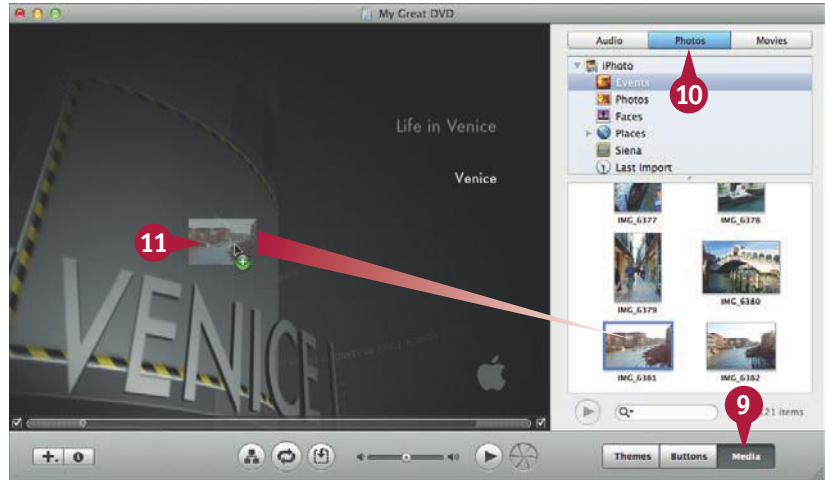 My Great DVD
Audio
Photos
Movies
iPhoto
Events
10
Photos
Faces
Places
Siena
Last Import
Life in Venice
Venice
11
VENICE
IMG_6377
IMG_6378
IMG_6379
IMG_6380
IMG_6381
IMG_6382
9
21 items
Themes
Buttons
Media